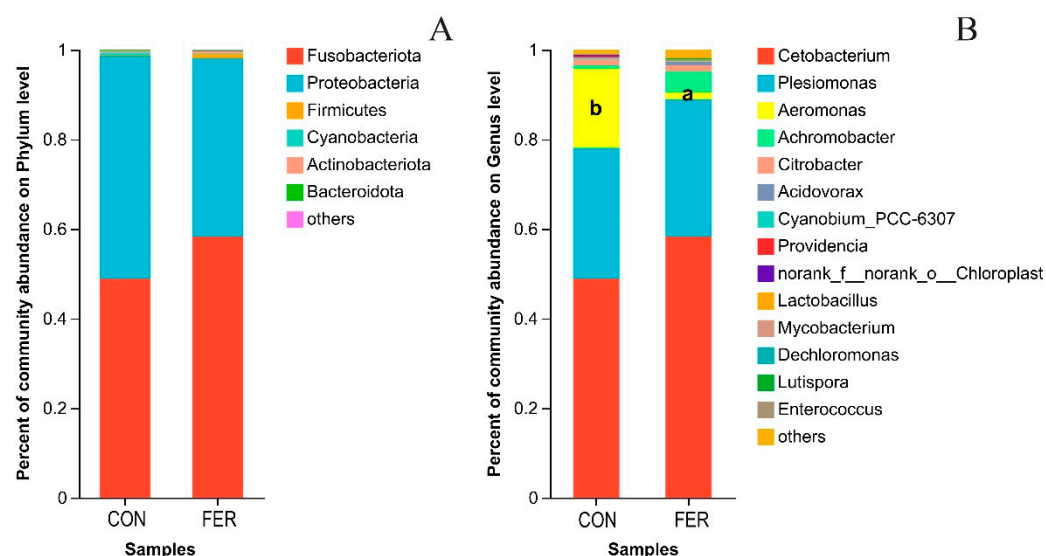 A
Percent of community abundance on Phylum level
1
0.8
0.6
0.4
0.2
0
CON
FER
Samples
Fusobacteriota
Proteobacteria
Firmicutes
Cyanobacteria
Actinobacteriota
Bacteroidota
others
B
Percent of community abundance on Genus level
1
0.8
0.6
0.4
0.2
0
b
a
CON
FER
Samples
Cetobacterium
Plesiomonas
Aeromonas
Achromobacter
Citrobacter
Acidovorax
Cyanobium_PCC-6307
Providencia
norank_f__norank_o__Chloroplast
Lactobacillus
Mycobacterium
Dechloromonas
Lutispora
Enterococcus
others